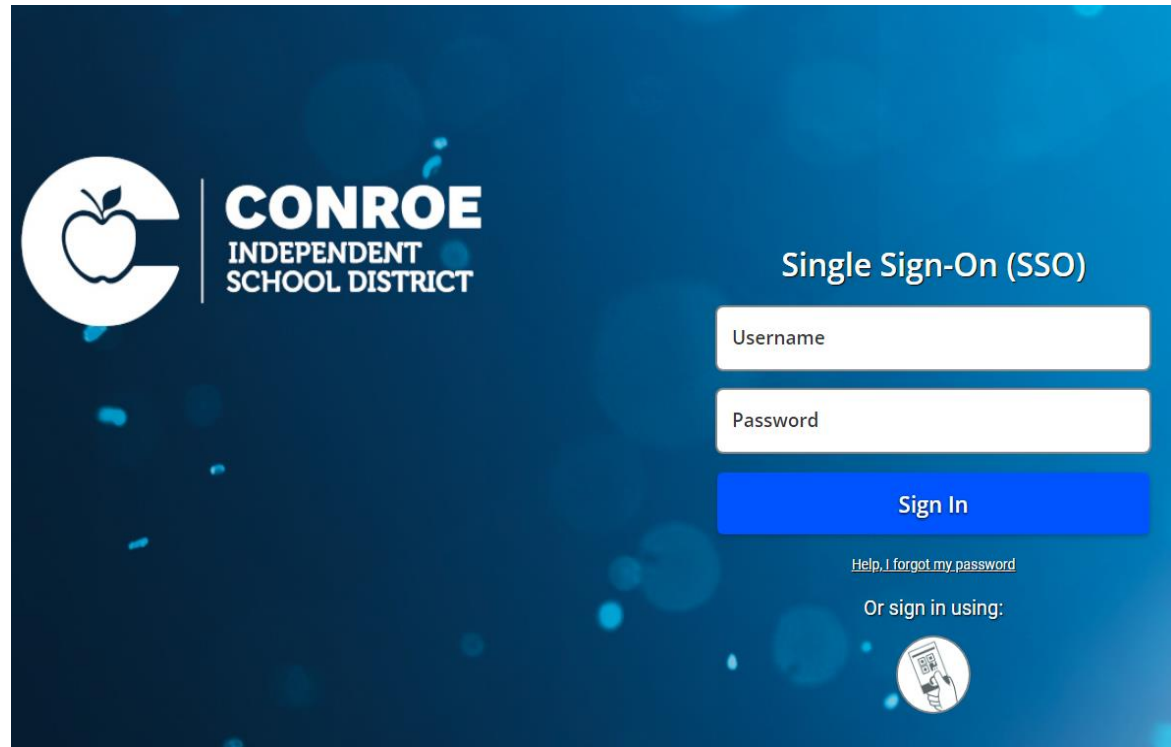 CONROE
INDEPENDENT
SCHOOL DISTRICT
Single Sign-On (SSO)
Username
Password
Sign In
Help, I forgot my password
Or sign in using: